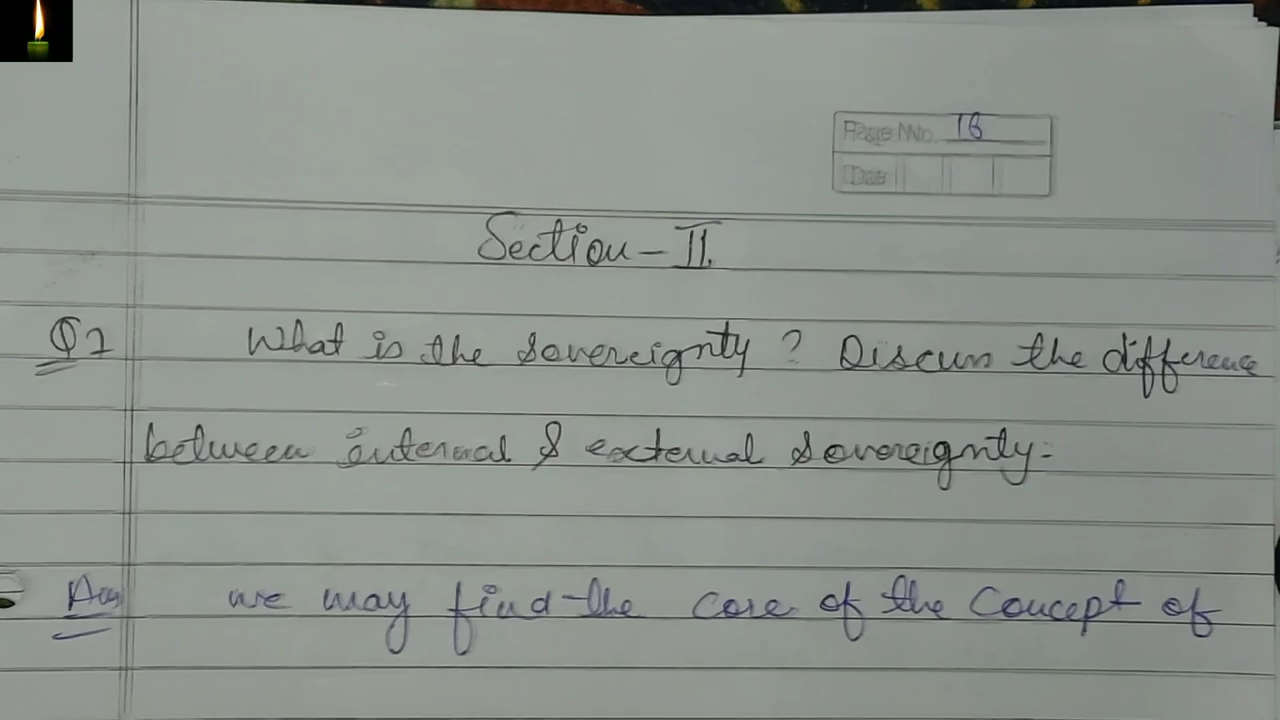 Page No. 16
Date
Section - II.
Q1 What is the sovereignty ? Discuss the difference
between internal & external sovereignty:
Ans we may find the core of the concept of